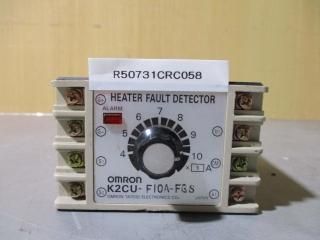 R50731CRC058
HEATER FAULT DETECTOR
ALARM
7
6 8
5 9
4 10
A
OMRON
K2CU-F10A-FGS
OMRON TATEISI ELECTRONICS CO. JAPAN